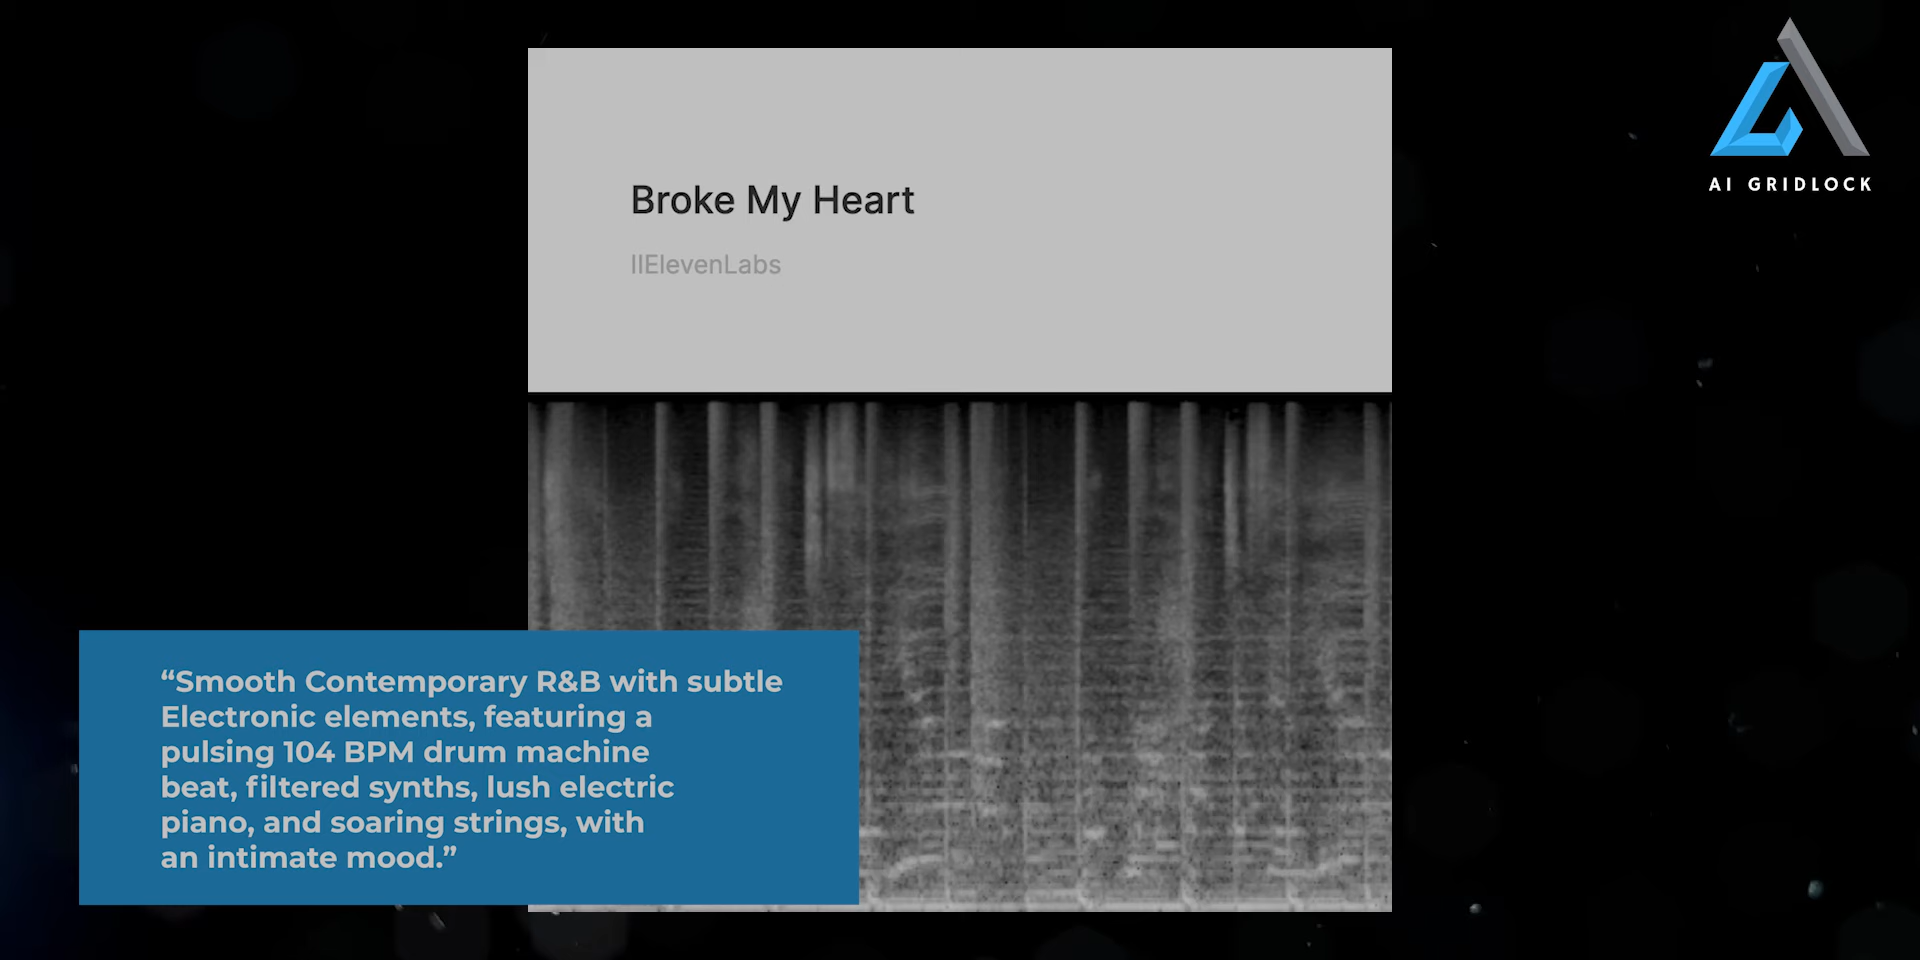 AI GRIDLOCK
Broke My Heart
IIElevenLabs
“Smooth Contemporary R&B with subtle
Electronic elements, featuring a
pulsing 104 BPM drum machine
beat, filtered synths, lush electric
piano, and soaring strings, with
an intimate mood.”